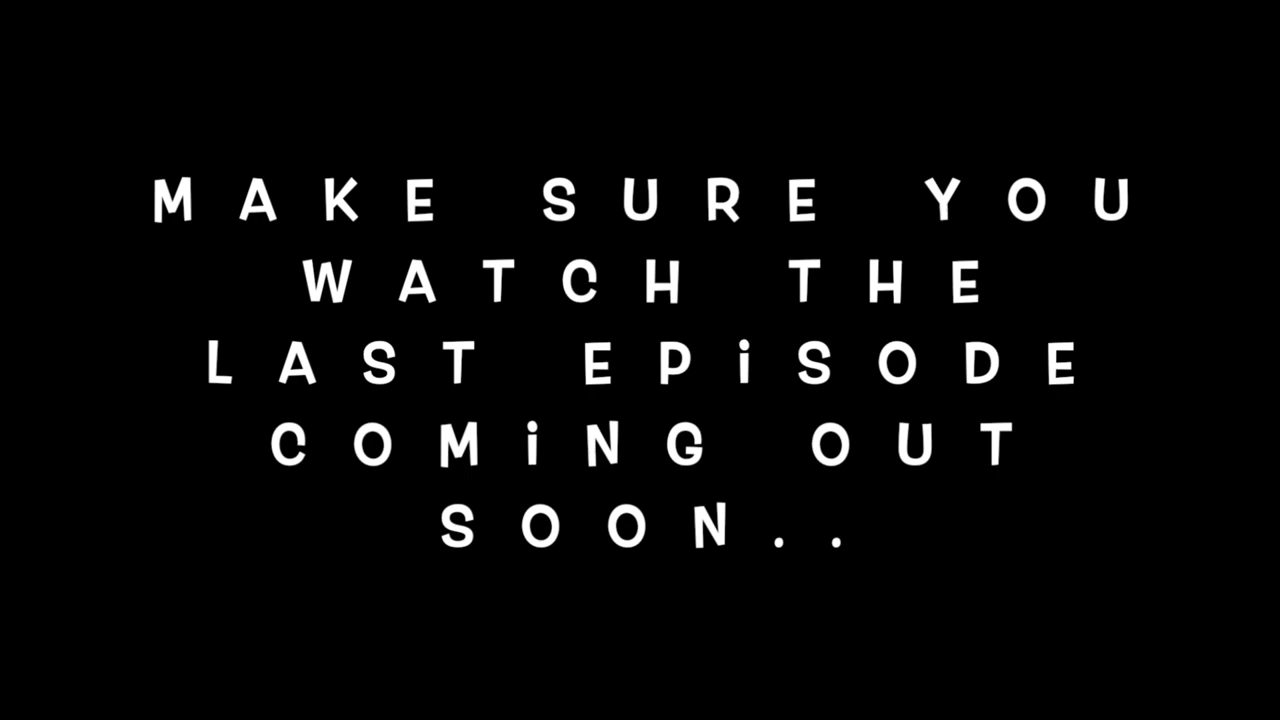 MAKE SURE YOU
WATCH THE
LAST EPiSODE
COMiNG OUT
SOON..